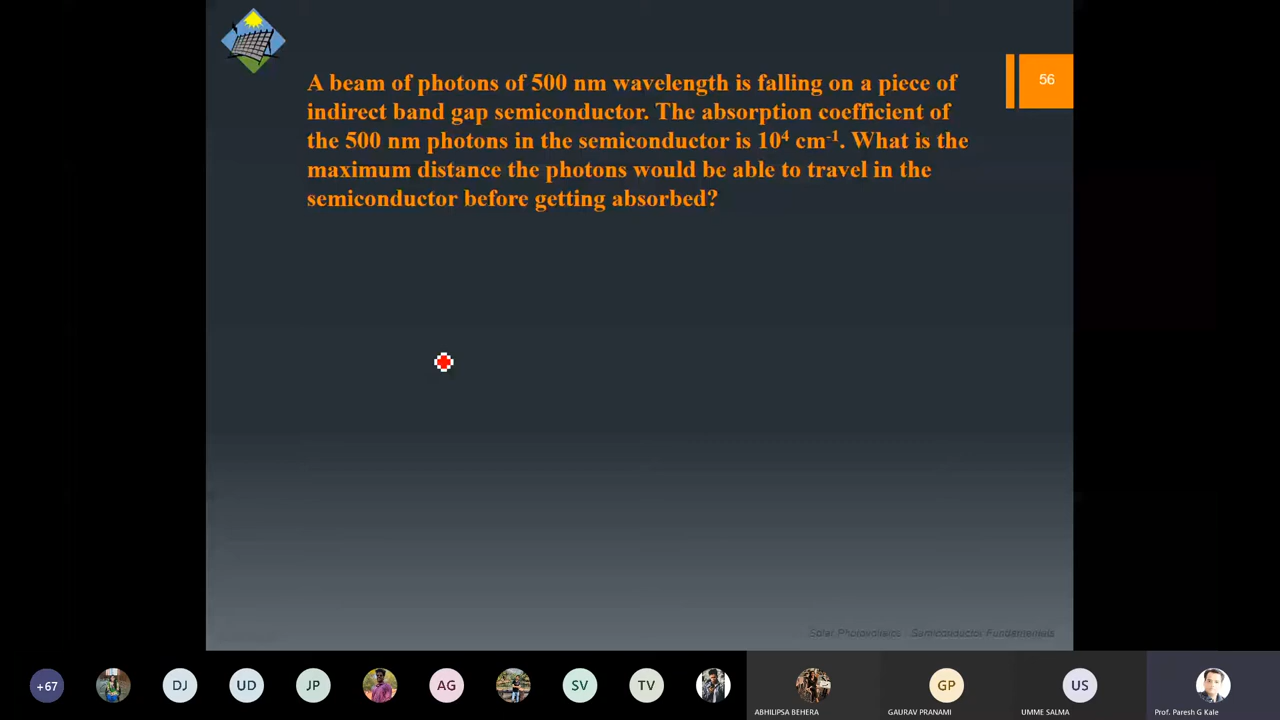 A beam of photons of 500 nm wavelength is falling on a piece of
indirect band gap semiconductor. The absorption coefficient of
the 500 nm photons in the semiconductor is 10⁴ cm⁻¹. What is the
maximum distance the photons would be able to travel in the
semiconductor before getting absorbed?
56
Solar Photovoltaics : Semiconductor Fundamentals
+67
DJ
UD
JP
AG
SV
TV
GP
US
ABHILIPSA BEHERA
GAURAV PRANAMI
UMME SALMA
Prof. Paresh G Kale